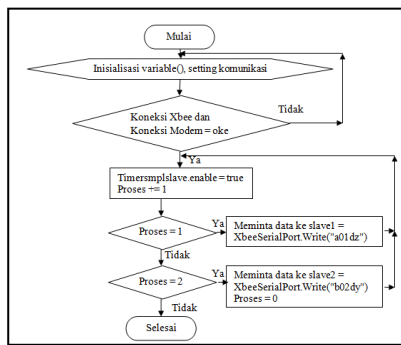 Mulai
Inisialisasi variable(), setting komunikasi
Koneksi Xbee dan
Koneksi Modem = oke
Tidak
Ya
Timersmplslave.enable = true
Proses += 1
Proses = 1
Ya
Meminta data ke slave1 =
XbeeSerialPort.Write("a01dz")
Tidak
Proses = 2
Ya
Meminta data ke slave2 =
XbeeSerialPort.Write("b02dy")
Proses = 0
Tidak
Selesai